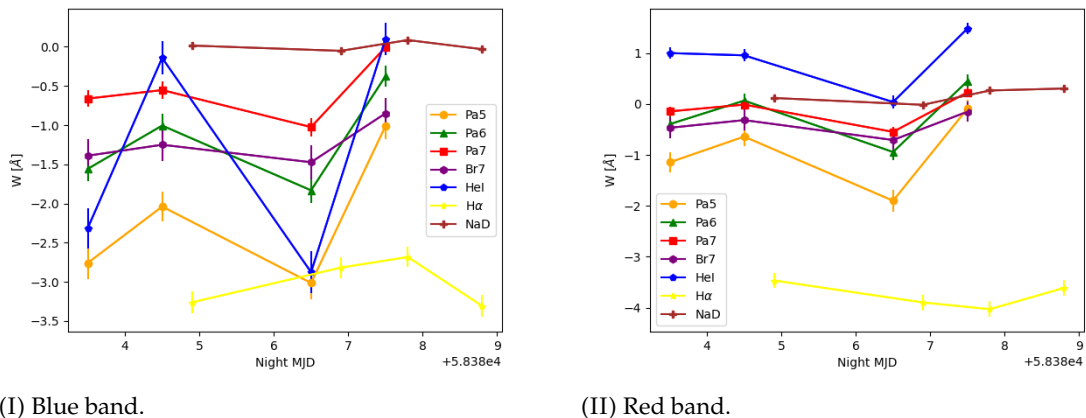 0.0
-0.5
-1.0
-1.5
-2.0
-2.5
-3.0
-3.5
W [Å]
4 5 6 7 8 9
Night MJD
+5.838e4
Pa5
Pa6
Pa7
Br7
HeI
Hα
NaD
(I) Blue band.
1
0
-1
-2
-3
-4
W [Å]
4 5 6 7 8 9
Night MJD
+5.838e4
Pa5
Pa6
Pa7
Br7
HeI
Hα
NaD
(II) Red band.